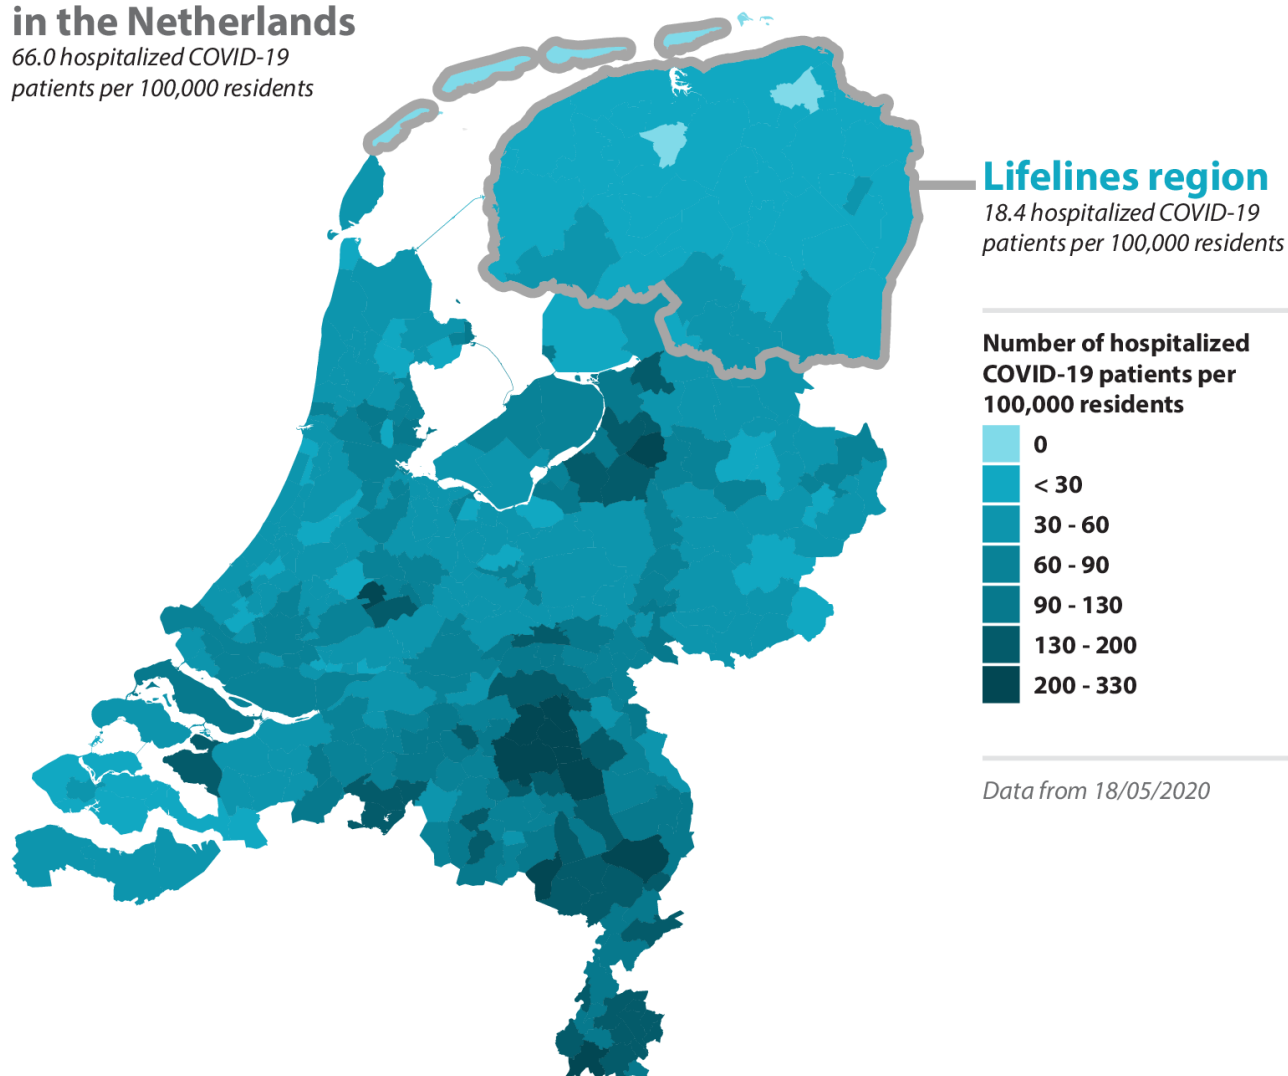 in the Netherlands
66.0 hospitalized COVID-19
patients per 100,000 residents
Lifelines region
18.4 hospitalized COVID-19
patients per 100,000 residents
Number of hospitalized
COVID-19 patients per
100,000 residents
0
< 30
30 - 60
60 - 90
90 - 130
130 - 200
200 - 330
Data from 18/05/2020